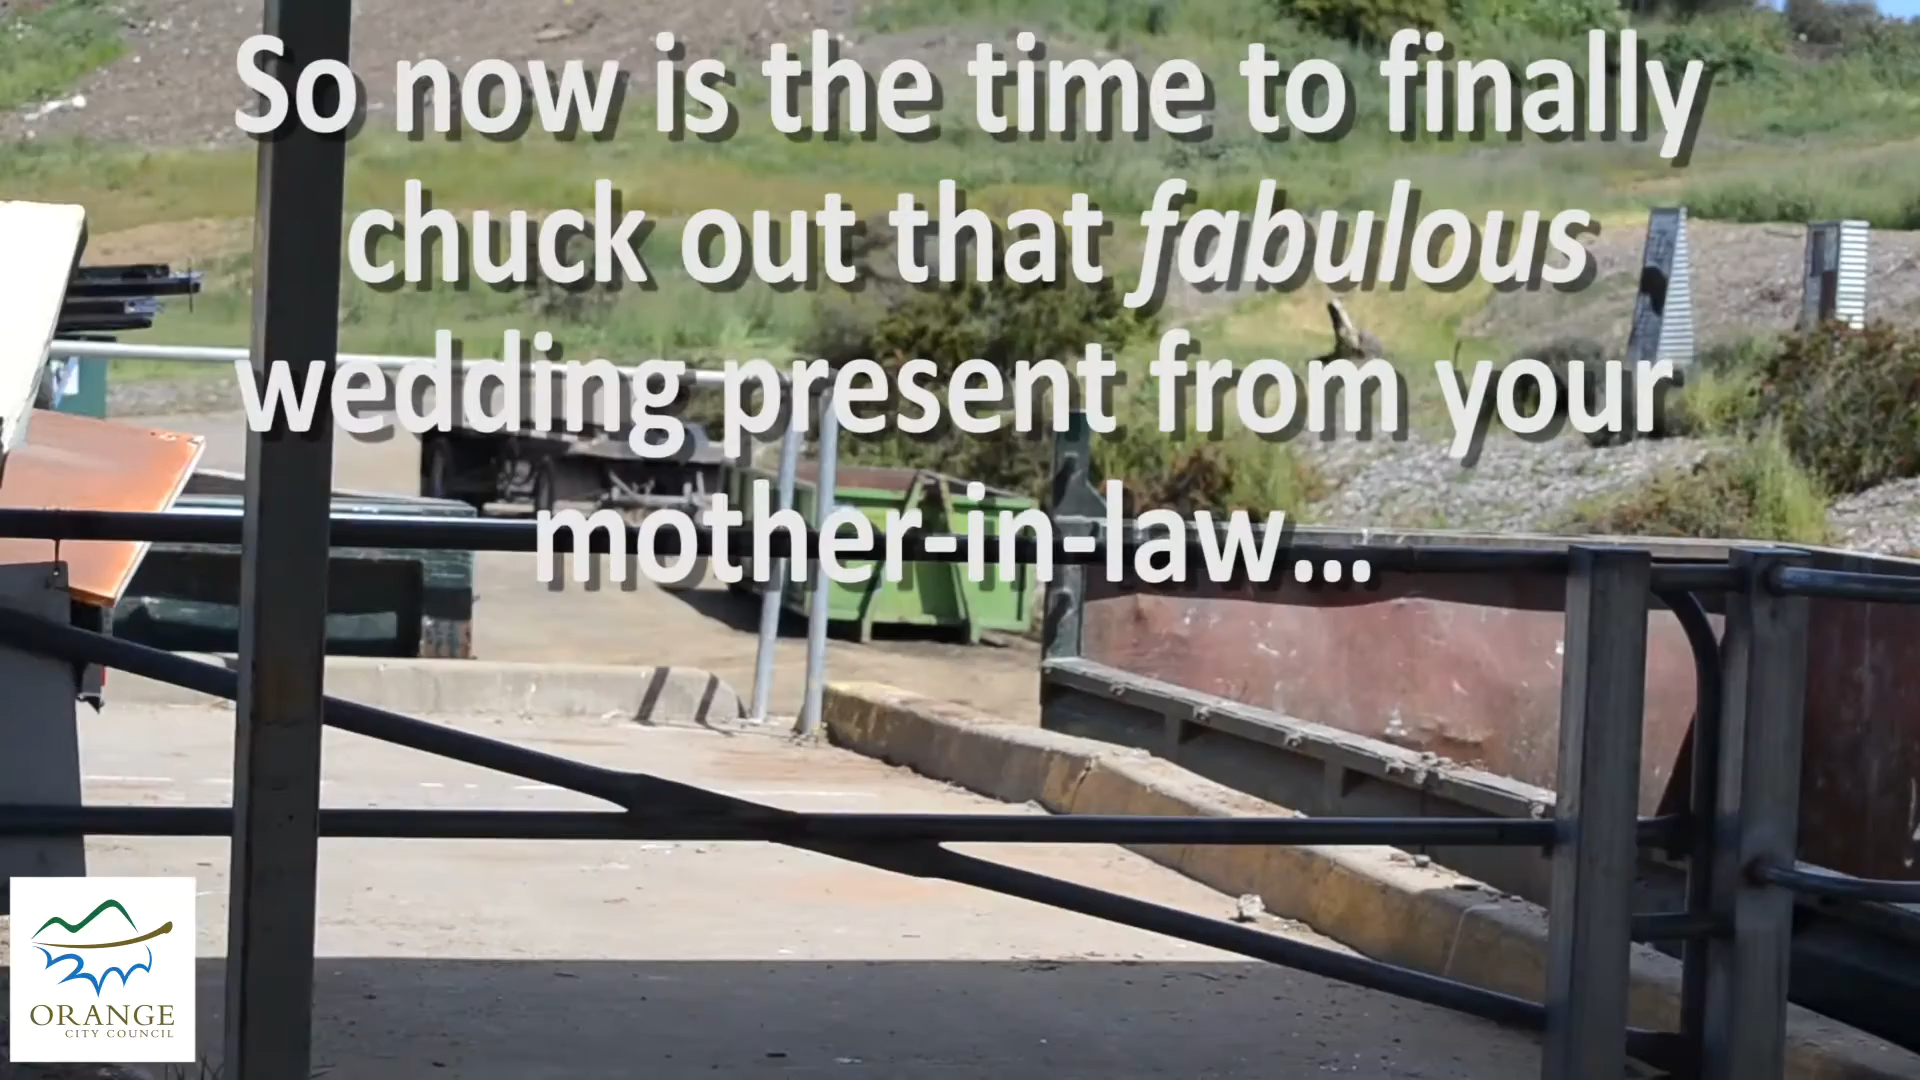 So now is the time to finally
chuck out that fabulous
wedding present from your
mother-in-law...
ORANGE
CITY COUNCIL